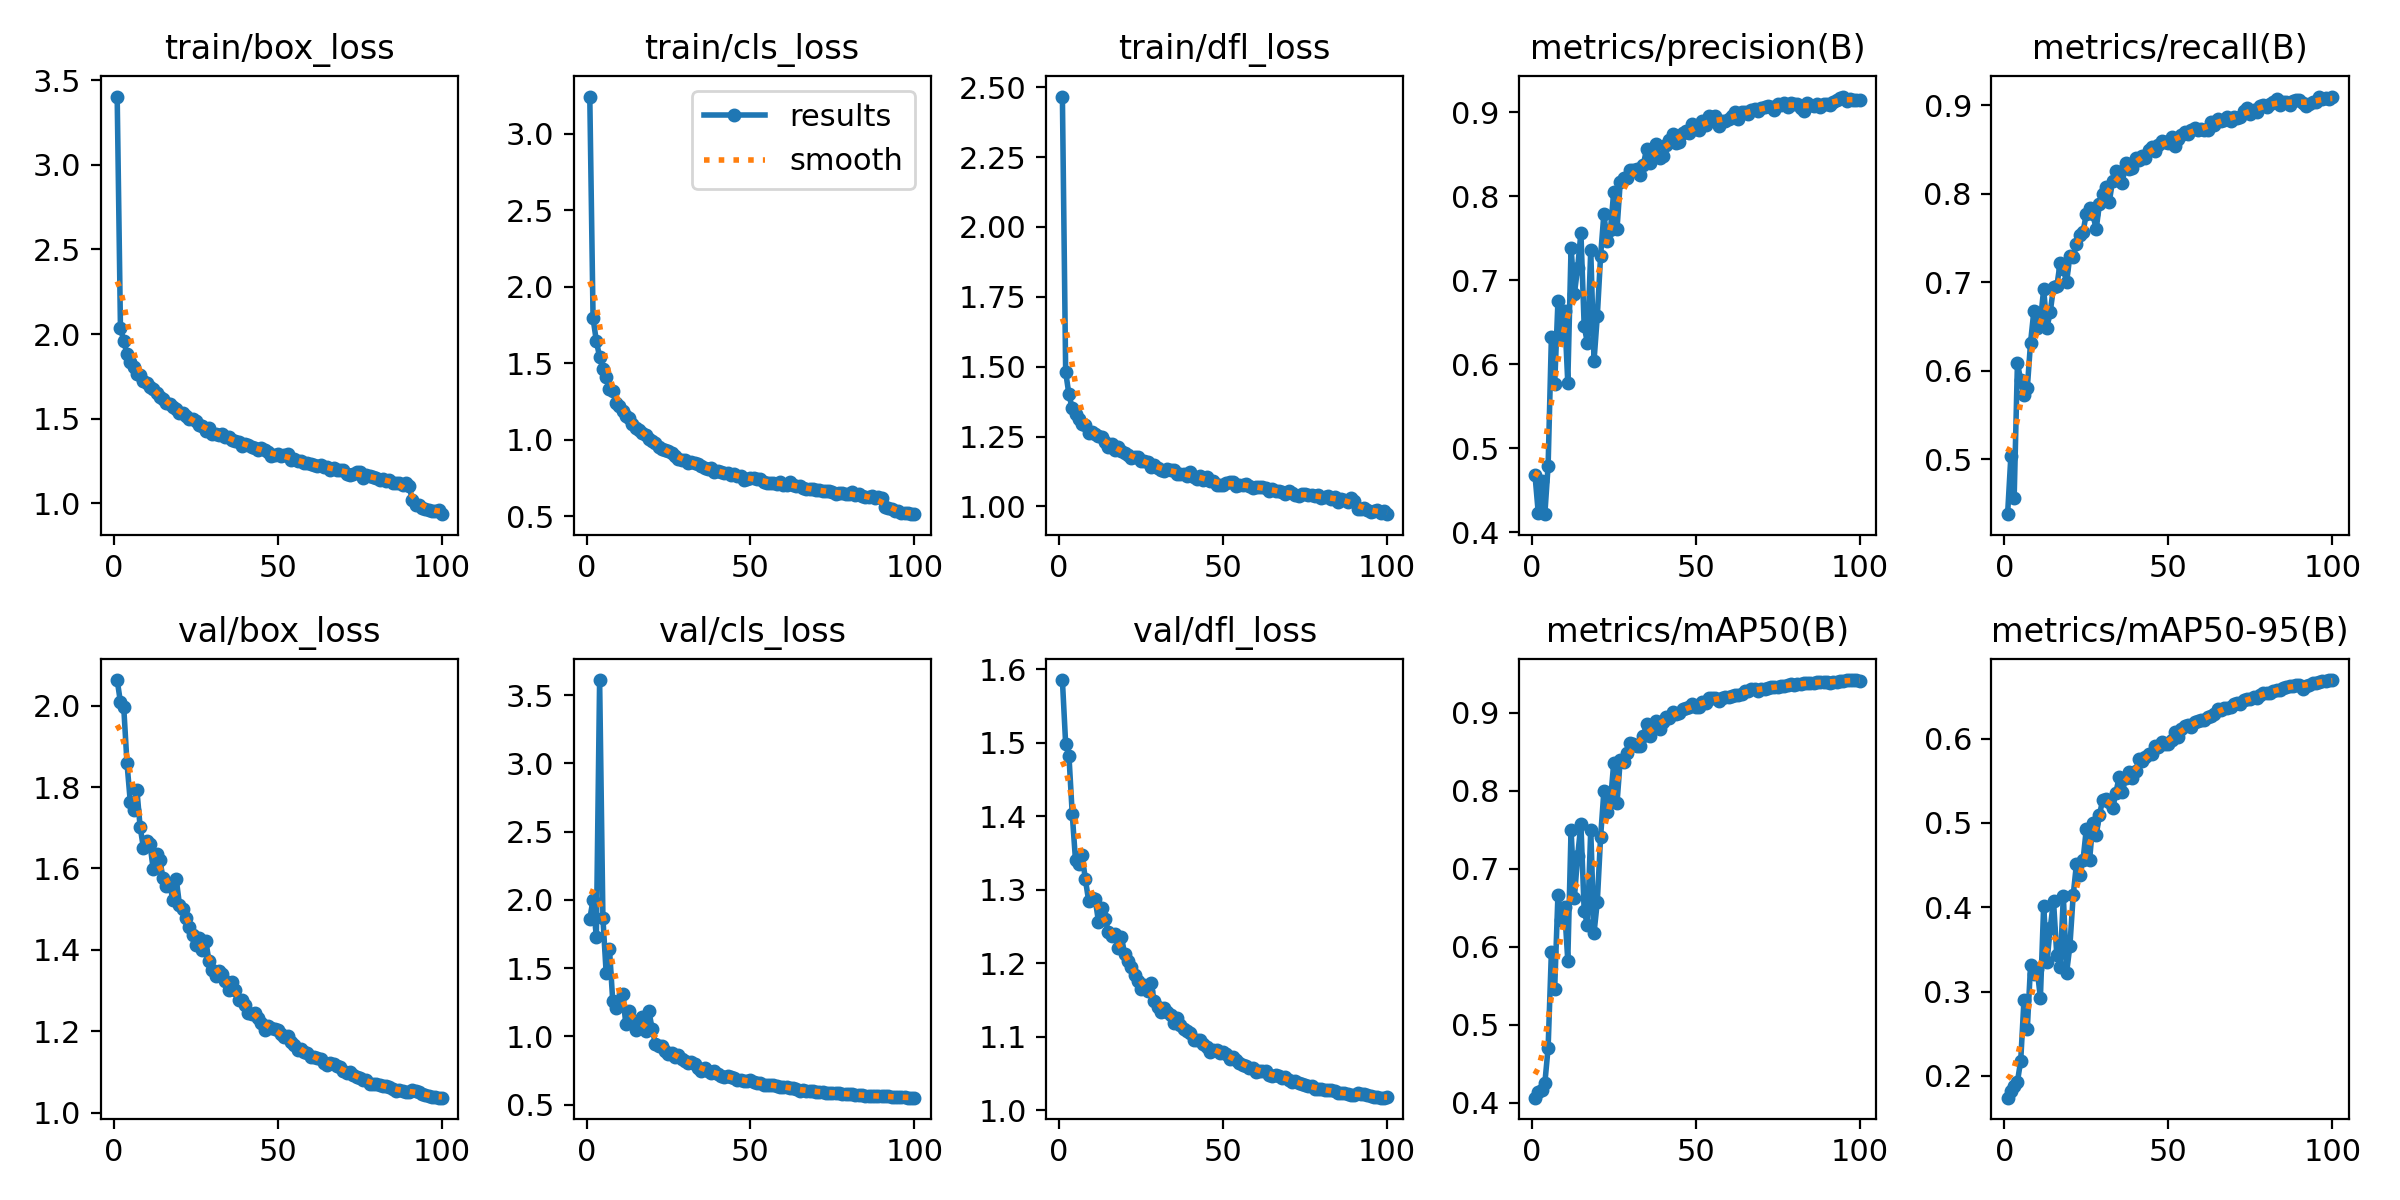 train/box_loss
3.5
3.0
2.5
2.0
1.5
1.0
0 50 100
train/cls_loss
results
smooth
3.0
2.5
2.0
1.5
1.0
0.5
0 50 100
train/dfl_loss
2.50
2.25
2.00
1.75
1.50
1.25
1.00
0 50 100
metrics/precision(B)
0.9
0.8
0.7
0.6
0.5
0.4
0 50 100
metrics/recall(B)
0.9
0.8
0.7
0.6
0.5
0 50 100
val/box_loss
2.0
1.8
1.6
1.4
1.2
1.0
0 50 100
val/cls_loss
3.5
3.0
2.5
2.0
1.5
1.0
0.5
0 50 100
val/dfl_loss
1.6
1.5
1.4
1.3
1.2
1.1
1.0
0 50 100
metrics/mAP50(B)
0.9
0.8
0.7
0.6
0.5
0.4
0 50 100
metrics/mAP50-95(B)
0.6
0.5
0.4
0.3
0.2
0 50 100